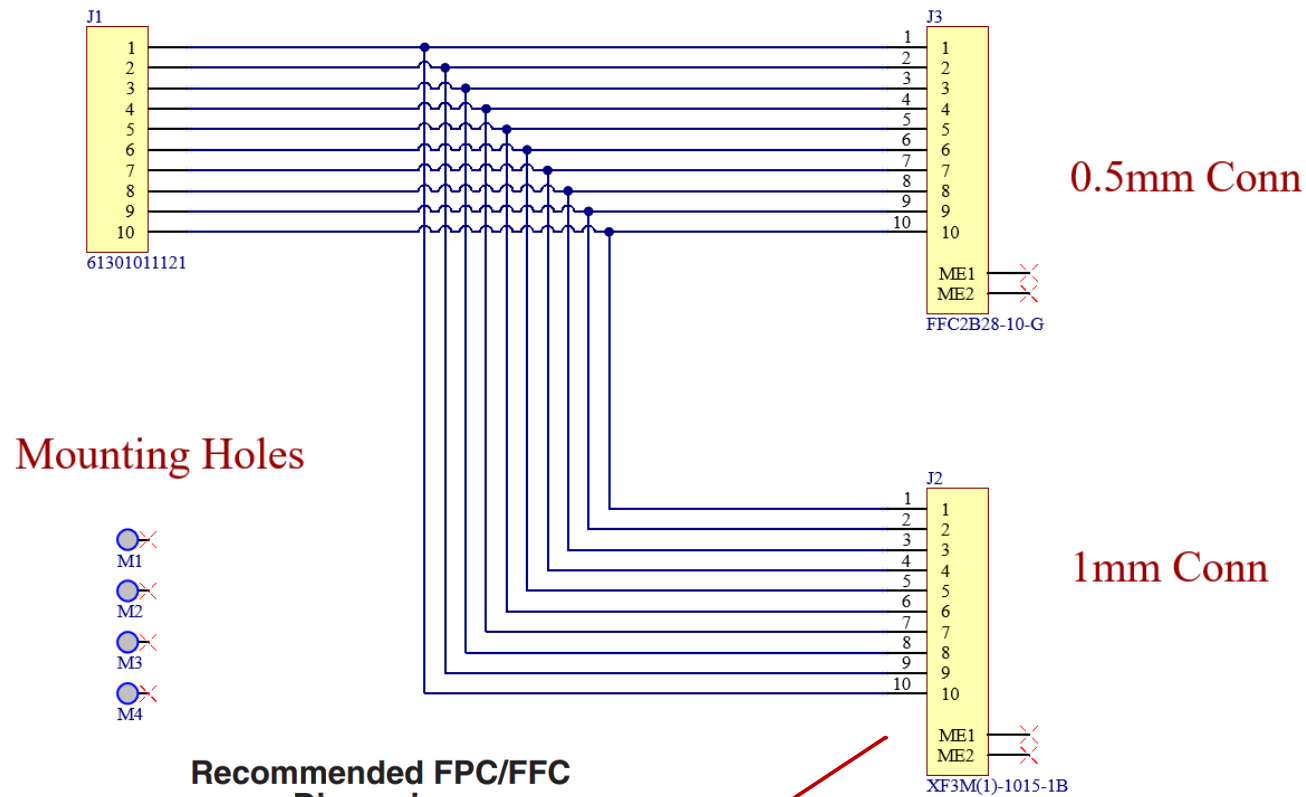 J1
1
2
3
4
5
6
7
8
9
10
61301011121
J3
1 1
2 2
3 3
4 4
5 5
6 6
7 7
8 8
9 9
10 10
ME1
ME2
FFC2B28-10-G
0.5mm Conn
Mounting Holes
M1
M2
M3
M4
J2
1 1
2 2
3 3
4 4
5 5
6 6
7 7
8 8
9 9
10 10
ME1
ME2
XF3M(1)-1015-1B
1mm Conn
Recommended FPC/FFC